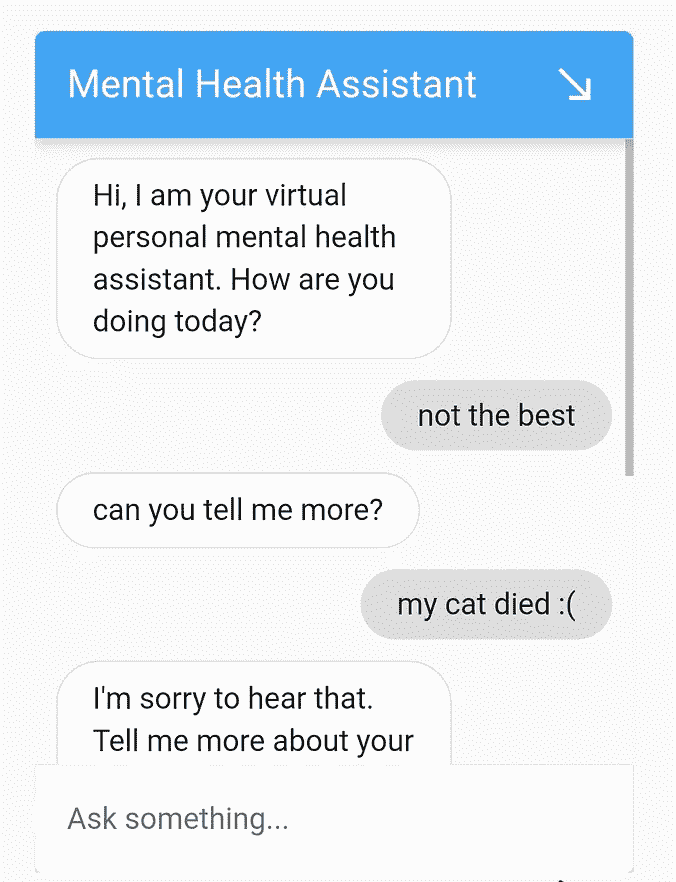 Mental Health Assistant
Hi, I am your virtual
personal mental health
assistant. How are you
doing today?
not the best
can you tell me more?
my cat died :(
I'm sorry to hear that.
Tell me more about your
Ask something...